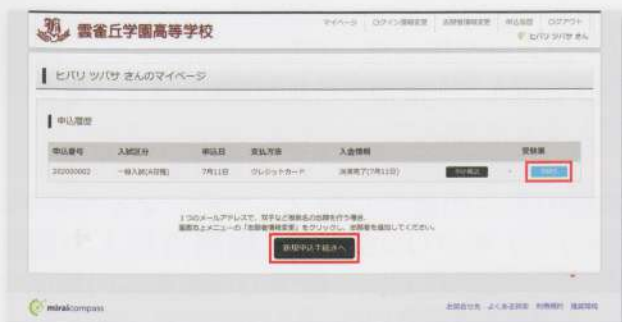 雲雀丘学園高等学校
マイページ ログイン情報変更 志願者情報変更 申込履歴 ログアウト
ヒバリ ツバサ さん
ヒバリ ツバサ さんのマイページ
申込履歴
申込番号 入試区分 申込日 支払方法 入金情報 受験票
202000002 一般入試(A日程) 7月11日 クレジットカード 決済完了(7月11日) 申込確認 -
1つのメールアドレスで、双子など複数名の出願を行う場合、
画面右上メニューの「志願者情報変更」をクリックし、志願者を追加してください。
新規申込手続きへ
miraicompass
お問合せ先 よくある質問 利用規約 推奨環境